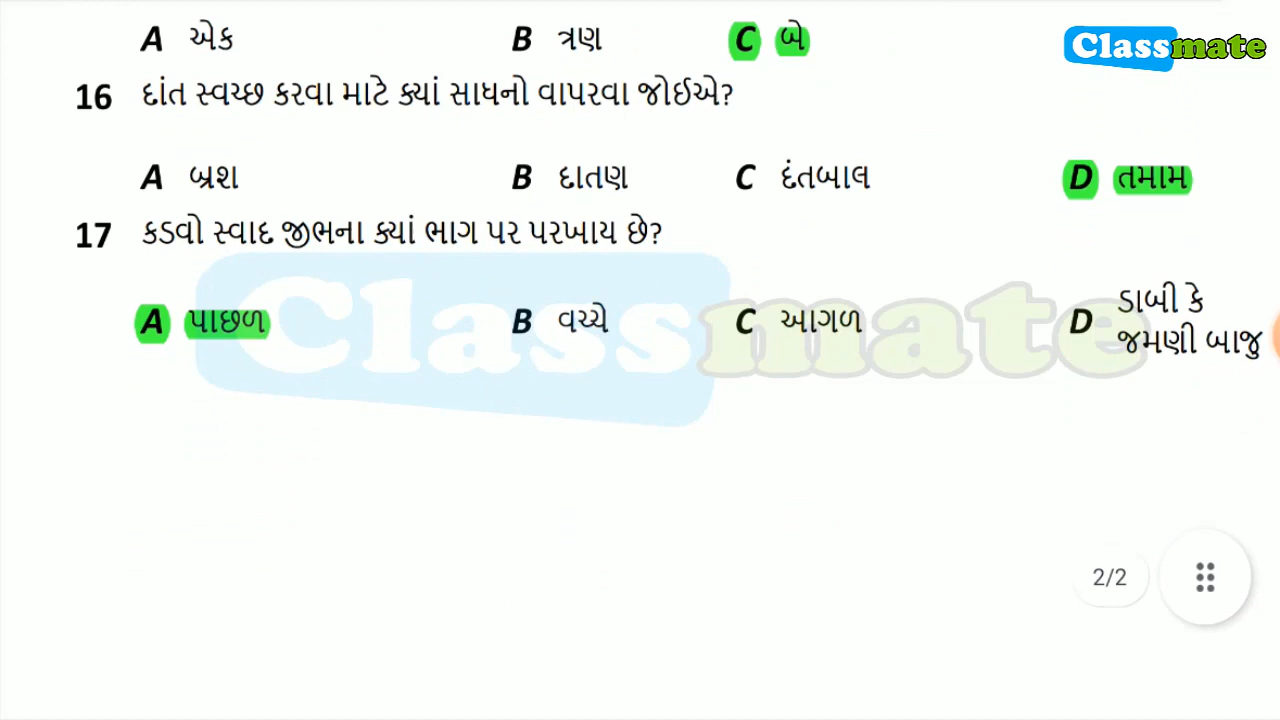 A એક B ત્રણ C બે
Classmate
16 દાંત સ્વચ્છ કરવા માટે ક્યાં સાધનો વાપરવા જોઈએ?
A બ્રશ B દાતણ C દંતબાલ D તમામ
17 કડવો સ્વાદ જીભના ક્યાં ભાગ પર પરખાય છે?
A પાછળ B વચ્ચે C આગળ D ડાબી કે
જમણી બાજુ
Classmate
2/2